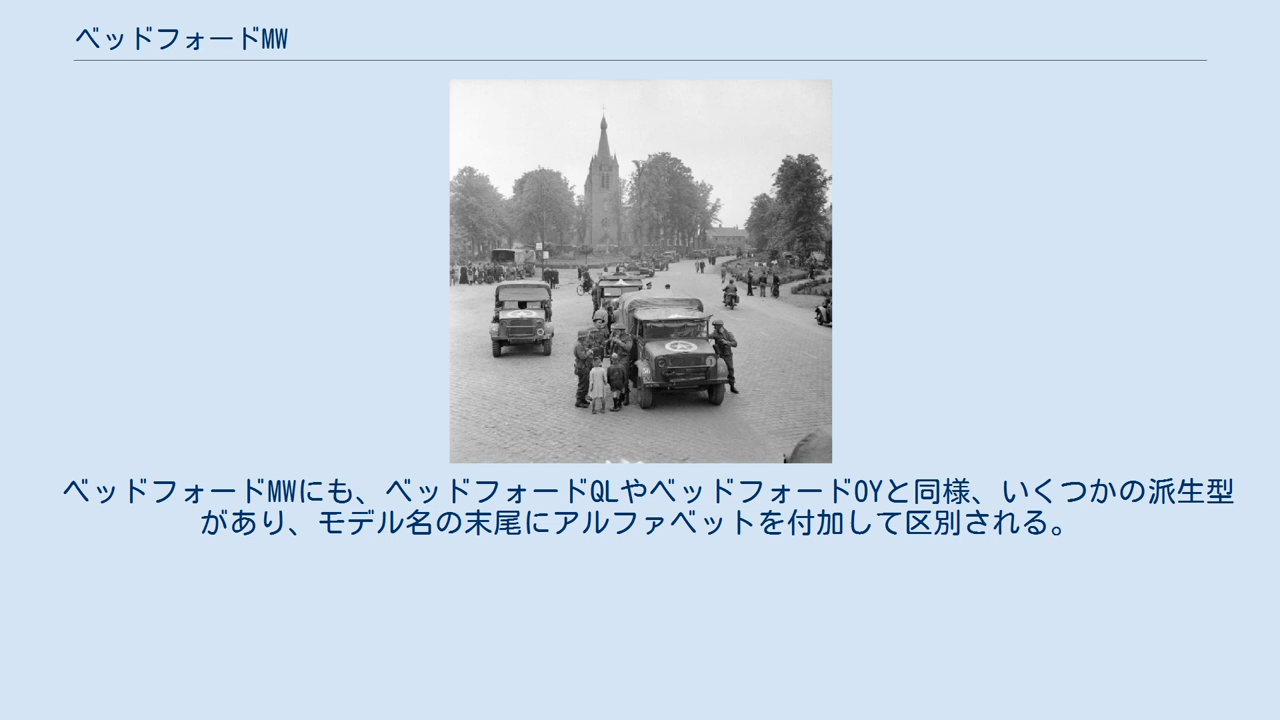 ベッドフォードMW
ベッドフォードMWにも、ベッドフォードQLやベッドフォードOYと同様、いくつかの派生型
があり、モデル名の末尾にアルファベットを付加して区別される。